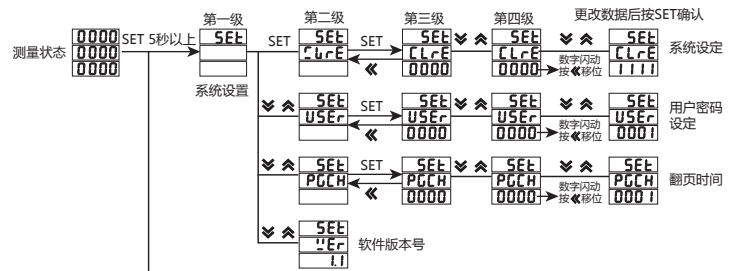 第一级 第二级 第三级 第四级 更改数据后按SET确认
测量状态 0000 0000 0000 SET 5秒以上 SEt 系统设置
SET SEt CLrE SET SEt CLrE 0000 SEt CLrE 0000 数字闪动 按≪移位 SEt CLrE 1111 系统设定
SEt USEr SET SEt USEr 0000 SEt USEr 0000 数字闪动 按≪移位 SEt USEr 0001 用户密码设定
SEt PGCH SET SEt PGCH 0000 SEt PGCH 0000 数字闪动 按≪移位 SEt PGCH 0001 翻页时间
SEt VEr 1.1 软件版本号